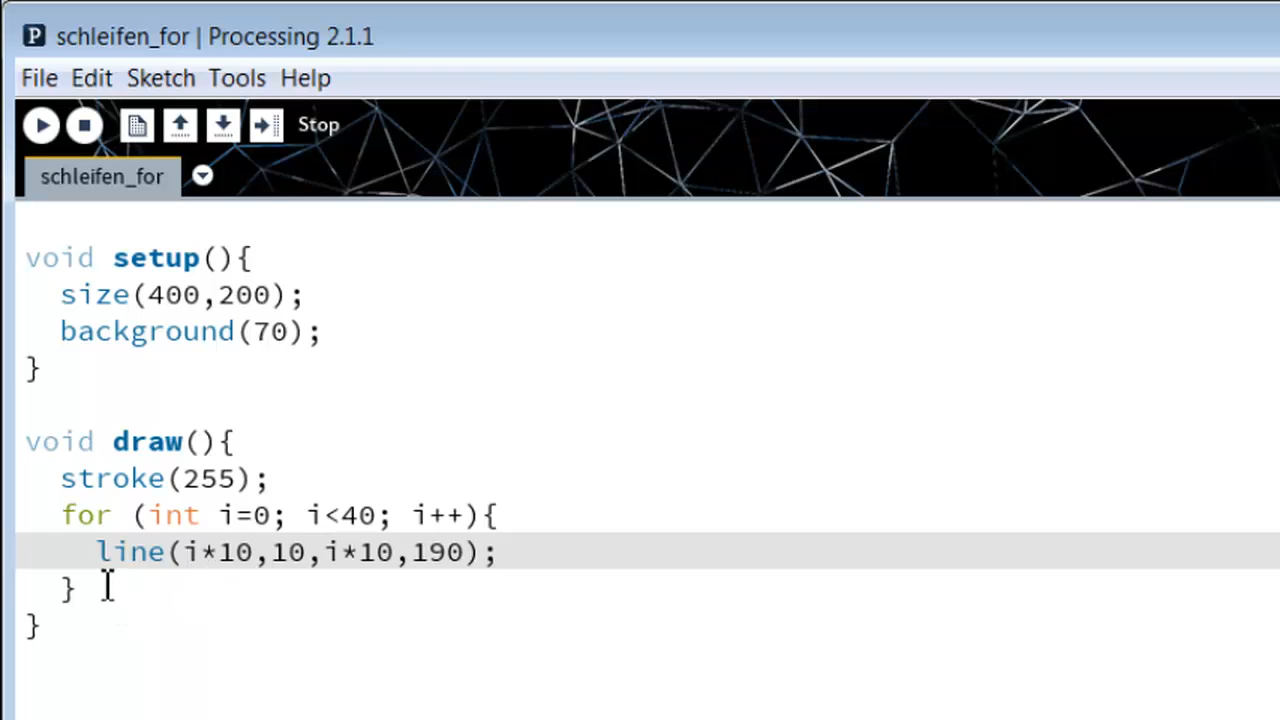 P schleifen_for | Processing 2.1.1
File Edit Sketch Tools Help
Stop
schleifen_for
void setup(){
  size(400,200);
  background(70);
}
void draw(){
  stroke(255);
  for (int i=0; i<40; i++){
    line(i*10,10,i*10,190);
  }
}